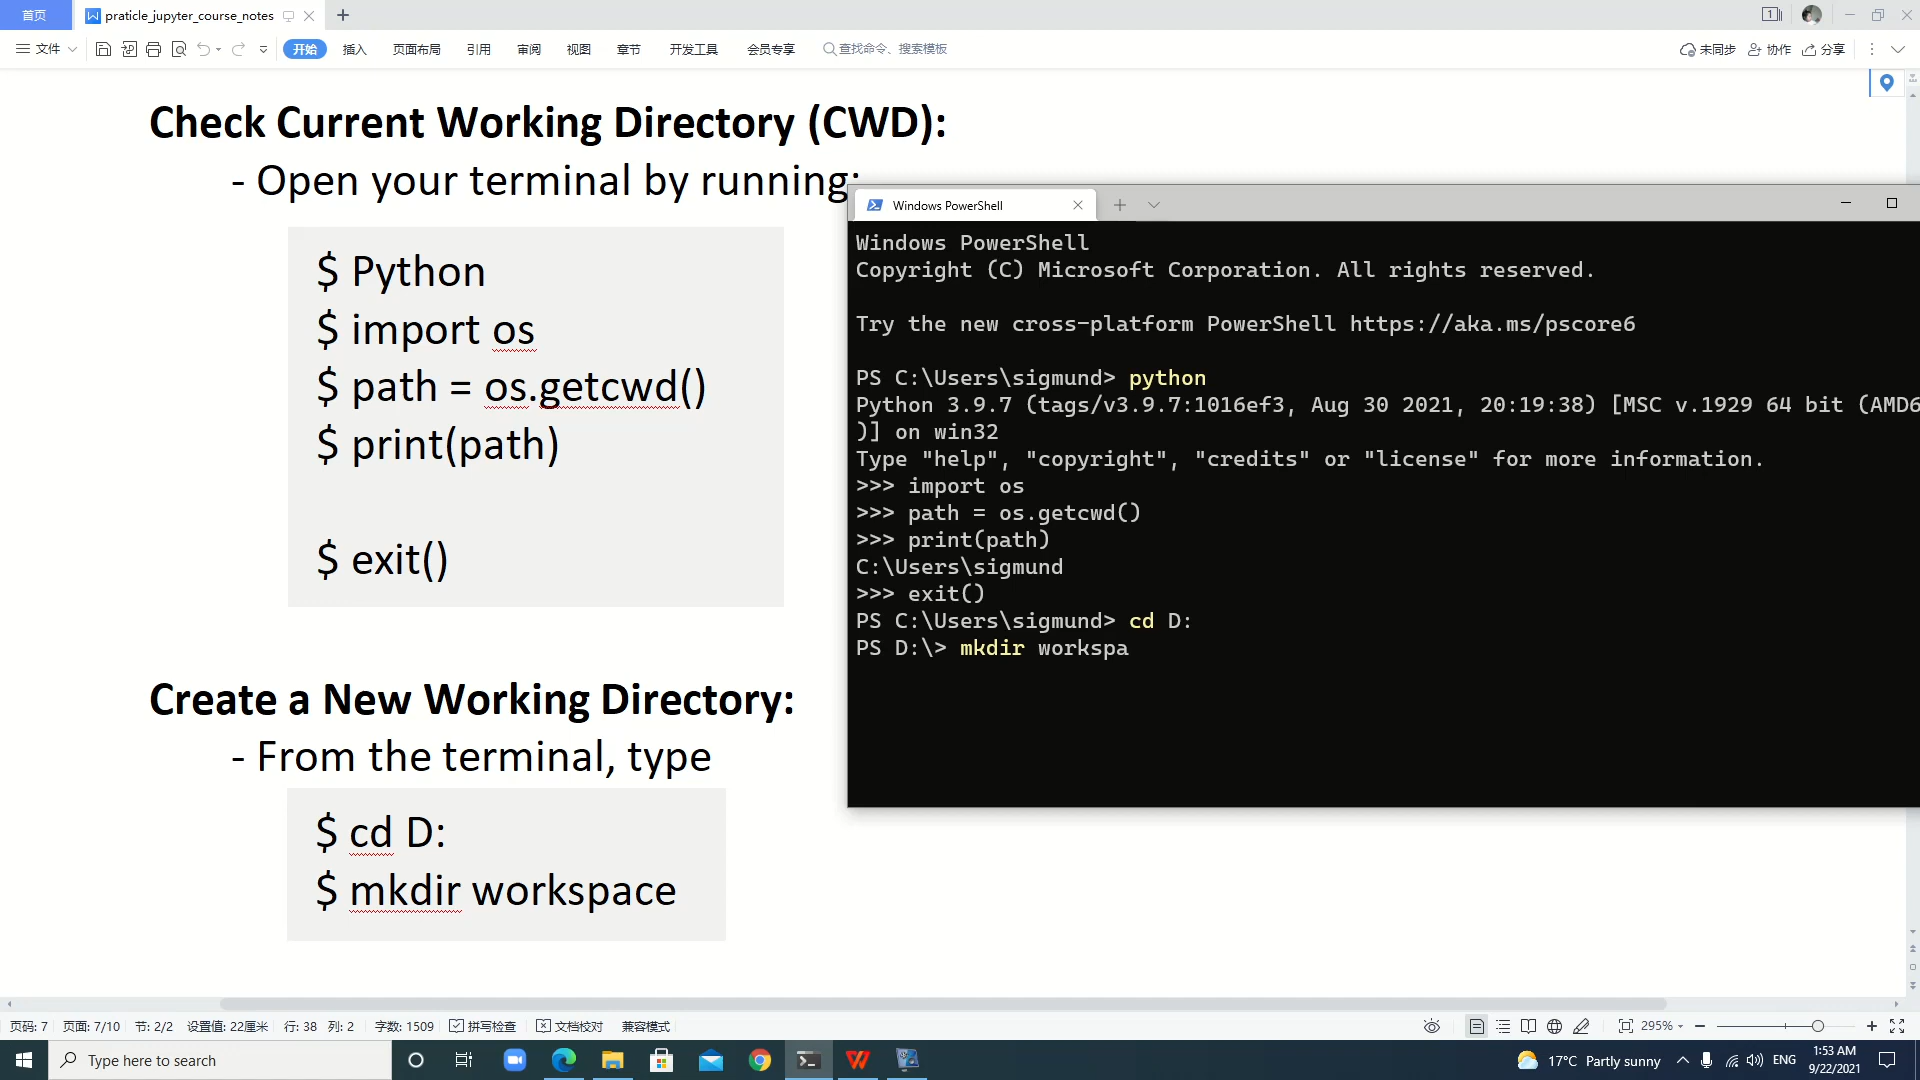 首页
praticle_jupyter_course_notes
文件
开始
插入
页面布局
引用
审阅
视图
章节
开发工具
会员专享
查找命令、搜索模板
未同步
协作
分享
Check Current Working Directory (CWD):
- Open your terminal by running:
$ Python
$ import os
$ path = os.getcwd()
$ print(path)
$ exit()
Create a New Working Directory:
- From the terminal, type
$ cd D:
$ mkdir workspace
Windows PowerShell
Windows PowerShell
Copyright (C) Microsoft Corporation. All rights reserved.
Try the new cross-platform PowerShell https://aka.ms/pscore6
PS C:\Users\sigmund> python
Python 3.9.7 (tags/v3.9.7:1016ef3, Aug 30 2021, 20:19:38) [MSC v.1929 64 bit (AMD6
)] on win32
Type "help", "copyright", "credits" or "license" for more information.
>>> import os
>>> path = os.getcwd()
>>> print(path)
C:\Users\sigmund
>>> exit()
PS C:\Users\sigmund> cd D:
PS D:\> mkdir workspa
页码: 7
页面: 7/10
节: 2/2
设置值: 22厘米
行: 38
列: 2
字数: 1509
拼写检查
文档校对
兼容模式
295%
Type here to search
17°C Partly sunny
ENG
1:53 AM
9/22/2021